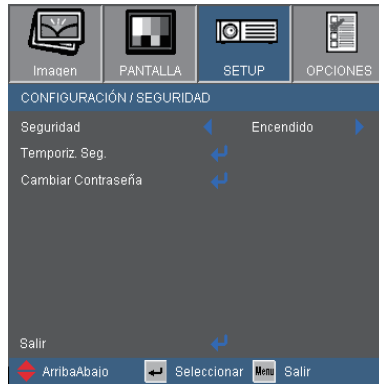 Imagen PANTALLA SETUP OPCIONES
CONFIGURACIÓN / SEGURIDAD
Seguridad Encendido
Temporiz. Seg.
Cambiar Contraseña
Salir
ArribaAbajo Seleccionar Menu Salir